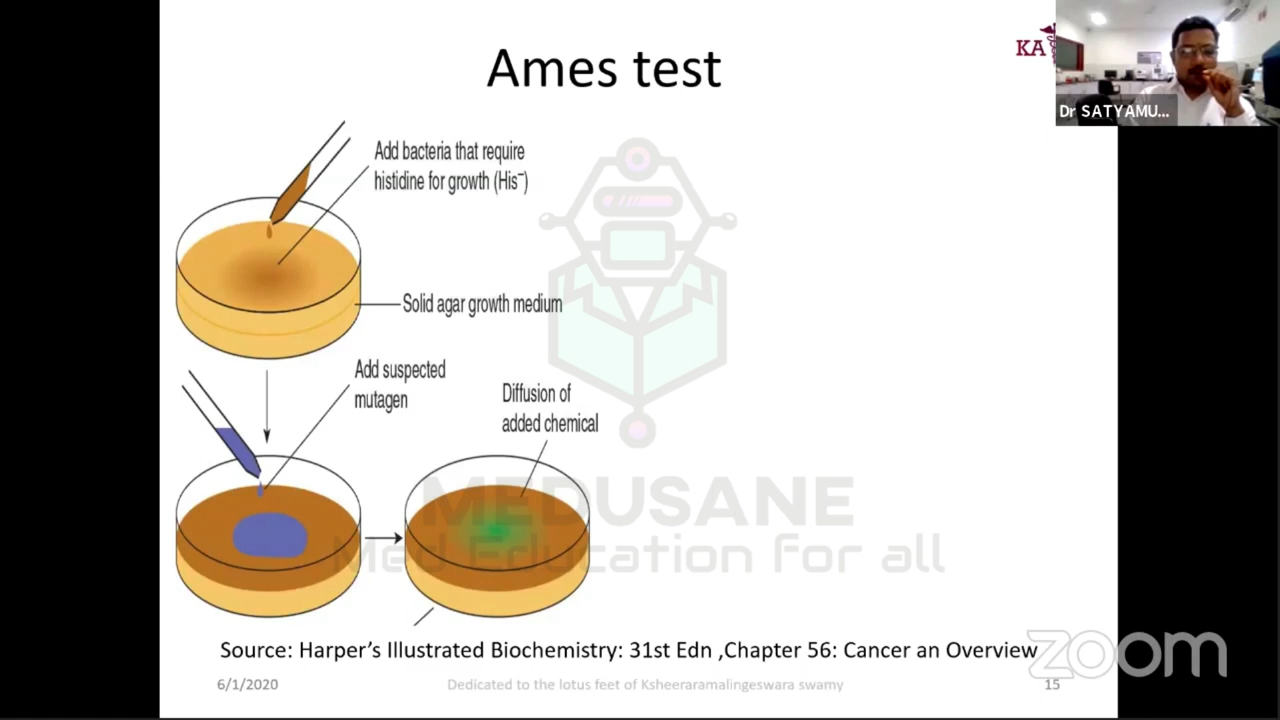 Ames test
KA
Dr SATYAMU...
Add bacteria that require
histidine for growth (His⁻)
Solid agar growth medium
Add suspected
mutagen
Diffusion of
added chemical
MEDUSANE
Med Education for all
Source: Harper’s Illustrated Biochemistry: 31st Edn ,Chapter 56: Cancer an Overview
zoom
6/1/2020
Dedicated to the lotus feet of Ksheeraramalingeswara swamy
15